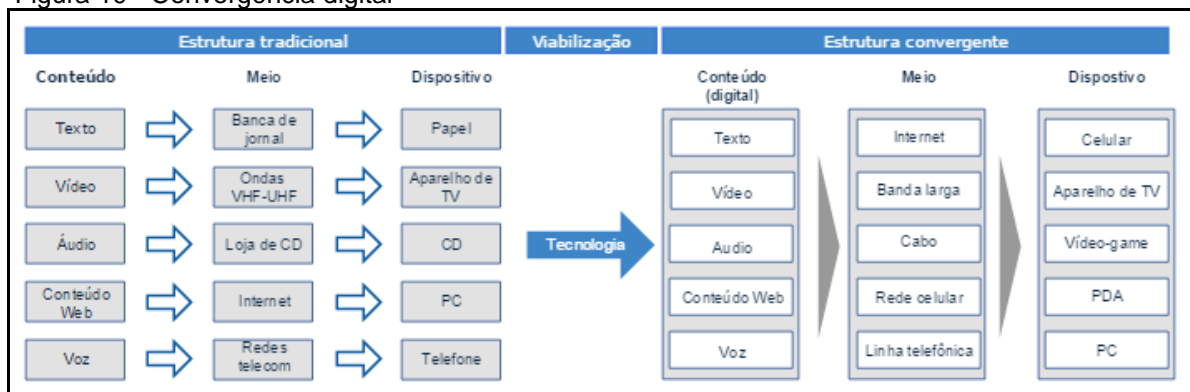 Figura 10 - Convergência digital
Estrutura tradicional
Viabilização
Estrutura convergente
Conteúdo
Meio
Dispositivo
Conteúdo
(digital)
Meio
Dispostivo
Texto
Banca de
jornal
Papel
Texto
Internet
Celular
Vídeo
Ondas
VHF-UHF
Aparelho de
TV
Vídeo
Banda larga
Aparelho de TV
Áudio
Loja de CD
CD
Tecnologia
Audio
Cabo
Vídeo-game
Conteúdo
Web
Internet
PC
Conteúdo Web
Rede celular
PDA
Voz
Redes
telecom
Telefone
Voz
Linha telefônica
PC